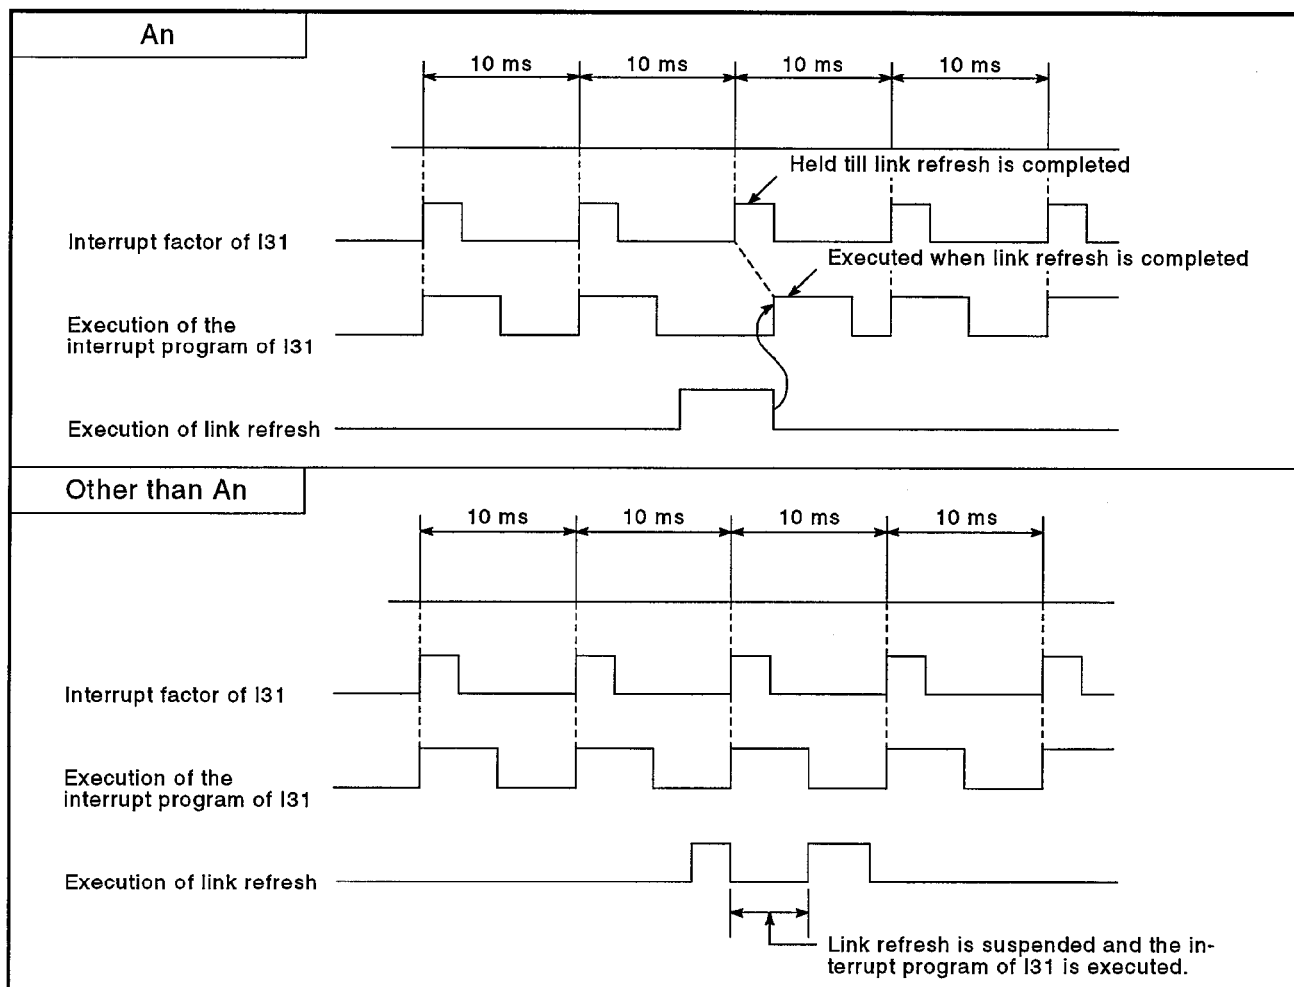 An
10 ms
10 ms
10 ms
10 ms
Held till link refresh is completed
Interrupt factor of I31
Executed when link refresh is completed
Execution of the
interrupt program of I31
Execution of link refresh
Other than An
10 ms
10 ms
10 ms
10 ms
Interrupt factor of I31
Execution of the
interrupt program of I31
Execution of link refresh
Link refresh is suspended and the in-
terrupt program of I31 is executed.